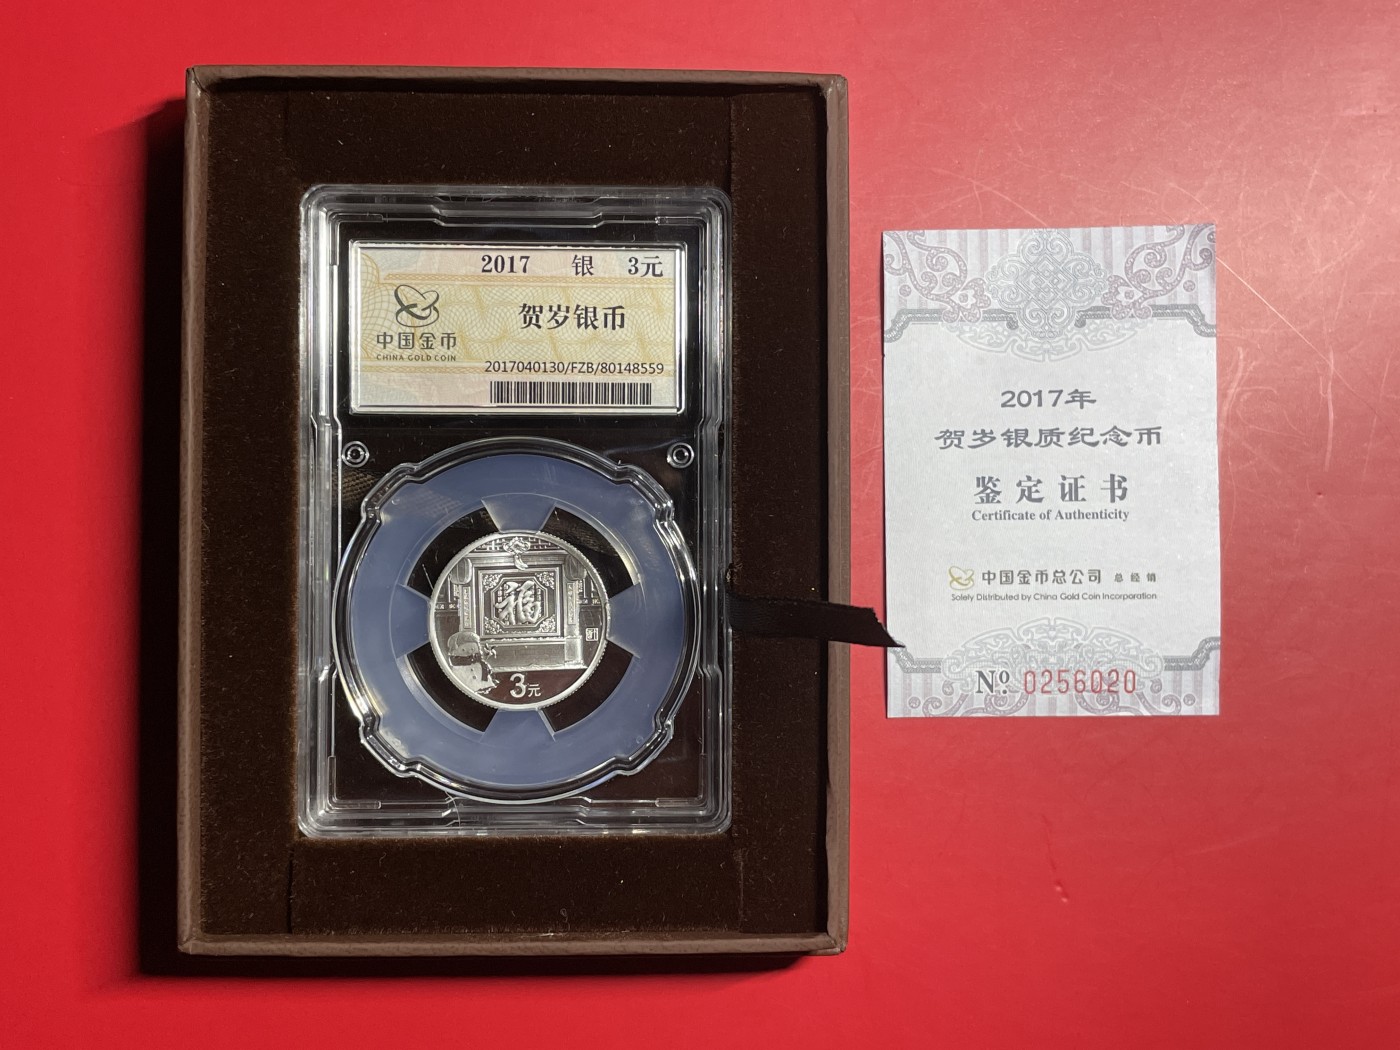 2017 银 3元
贺岁银币
中国金币
CHINA GOLD COIN
2017040130/FZB/80148559
福
3元
2017年
贺岁银质纪念币
鉴定证书
Certificate of Authenticity
中国金币总公司 总经销
Solely Distributed by China Gold Coin Incorporation
№ 0256020